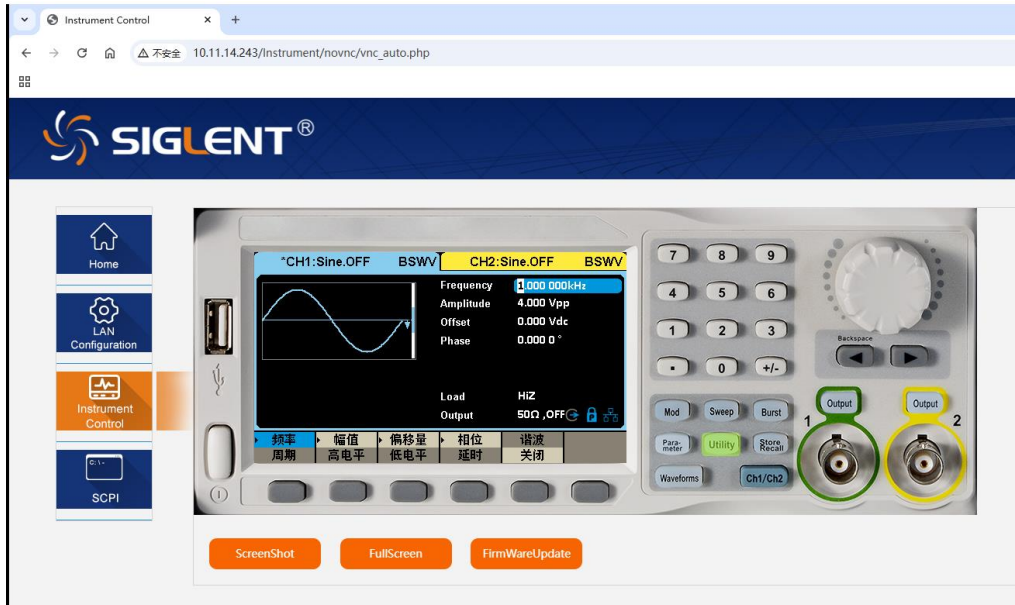 Instrument Control
不安全 10.11.14.243/Instrument/novnc/vnc_auto.php
SIGLENT®
Home
LAN
Configuration
Instrument
Control
C:\-
SCPI
*CH1:Sine.OFF BSWV CH2:Sine.OFF BSWV
Frequency 1.000 000kHz
Amplitude 4.000 Vpp
Offset 0.000 Vdc
Phase 0.000 0 °
Load HiZ
Output 50Ω ,OFF
频率 幅值 偏移量 相位 谐波
周期 高电平 低电平 延时 关闭
7 8 9
4 5 6
1 2 3
. 0 +/-
Backspace
Mod Sweep Burst
Para-
meter Utility Store
Recall
Waveforms Ch1/Ch2
Output Output
1 2
ScreenShot FullScreen FirmWareUpdate